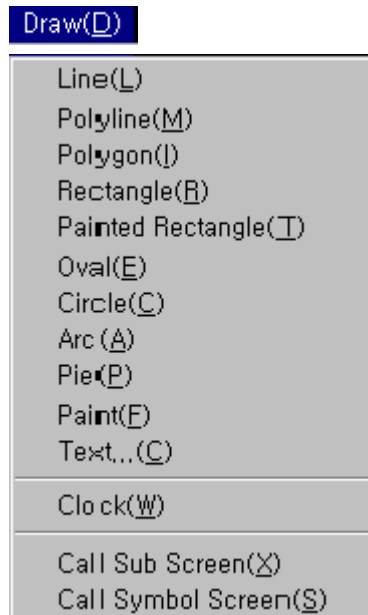 Draw(D)
Line(L)
Polyline(M)
Polygon(I)
Rectangle(R)
Painted Rectangle(T)
Oval(E)
Circle(C)
Arc (A)
Pie(P)
Paint(F)
Text...(C)
Clock(W)
Call Sub Screen(X)
Call Symbol Screen(S)